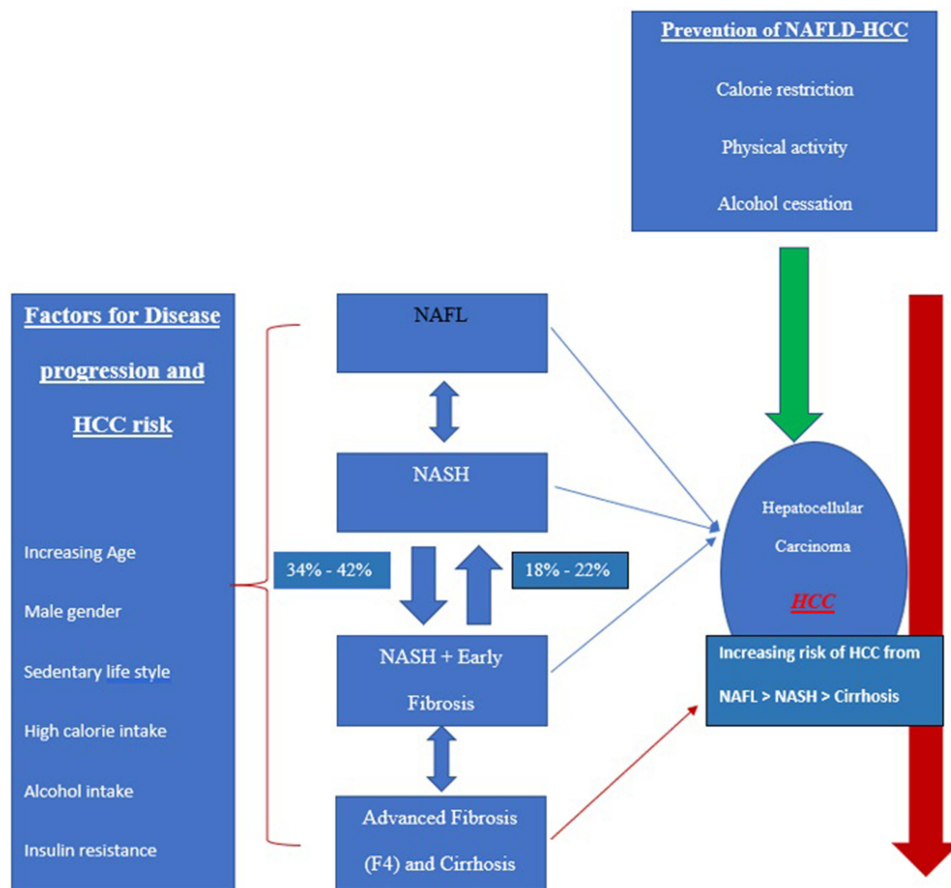 Prevention of NAFLD-HCC
Calorie restriction
Physical activity
Alcohol cessation
Factors for Disease
progression and
HCC risk
Increasing Age
Male gender
Sedentary life style
High calorie intake
Alcohol intake
Insulin resistance
NAFL
NASH
34% - 42%
18% - 22%
NASH + Early
Fibrosis
Advanced Fibrosis
(F4) and Cirrhosis
Hepatocellular
Carcinoma
HCC
Increasing risk of HCC from
NAFL > NASH > Cirrhosis